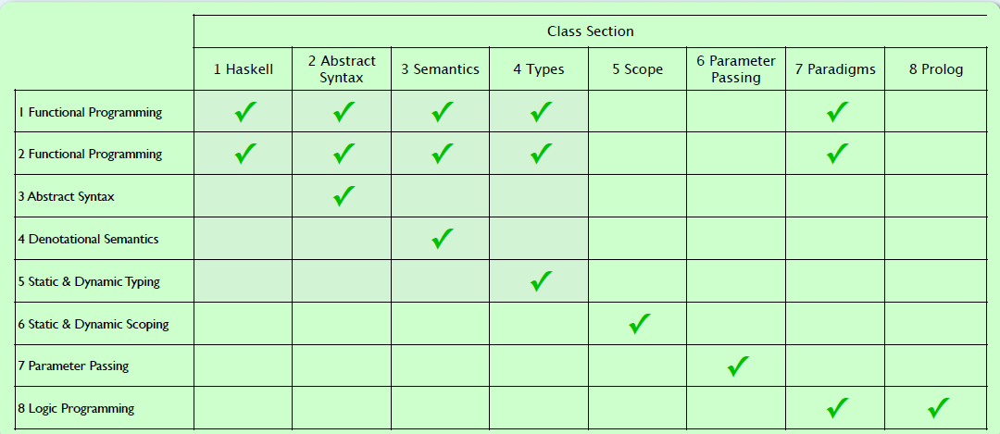 Class Section
1 Haskell
2 Abstract
Syntax
3 Semantics
4 Types
5 Scope
6 Parameter
Passing
7 Paradigms
8 Prolog
1 Functional Programming ✓ ✓ ✓ ✓ ✓
2 Functional Programming ✓ ✓ ✓ ✓ ✓
3 Abstract Syntax ✓
4 Denotational Semantics ✓
5 Static & Dynamic Typing ✓
6 Static & Dynamic Scoping ✓
7 Parameter Passing ✓
8 Logic Programming ✓ ✓